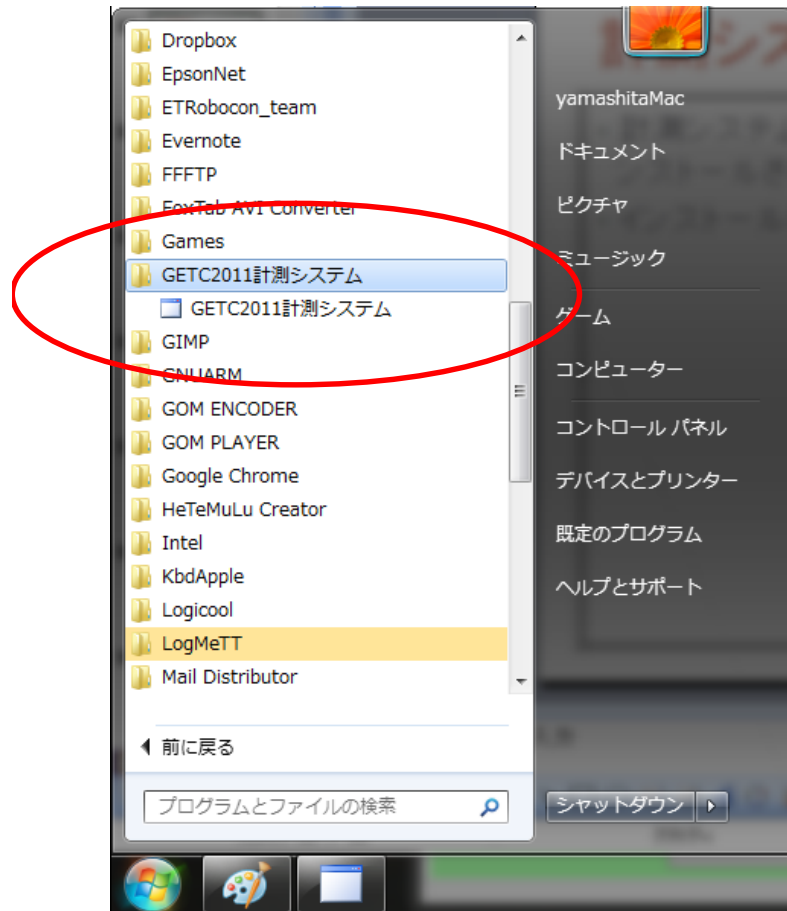 Dropbox
EpsonNet
ETRobocon_team
Evernote
FFFTP
FoxTab AVI Converter
Games
GETC2011計測システム
GETC2011計測システム
GIMP
GNUARM
GOM ENCODER
GOM PLAYER
Google Chrome
HeTeMuLu Creator
Intel
KbdApple
Logicool
LogMeTT
Mail Distributor
前に戻る
プログラムとファイルの検索
yamashitaMac
ドキュメント
ピクチャ
ミュージック
ゲーム
コンピューター
コントロール パネル
デバイスとプリンター
既定のプログラム
ヘルプとサポート
シャットダウン